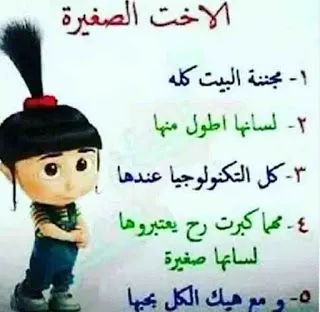 الاخت الصغيرة
١- مجننة البيت كله
٢- لسانها اطول منها
٣- كل التكنولوجيا عندها
٤- مهما كبرت رح يعتبروها
لساتها صغيرة
٥- و مع هيك الكل بحبها